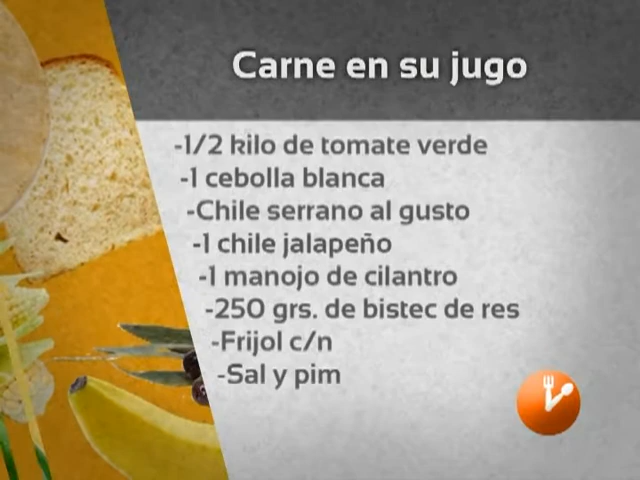 Carne en su jugo
-1/2 kilo de tomate verde
-1 cebolla blanca
-Chile serrano al gusto
-1 chile jalapeño
-1 manojo de cilantro
-250 grs. de bistec de res
-Frijol c/n
-Sal y pim